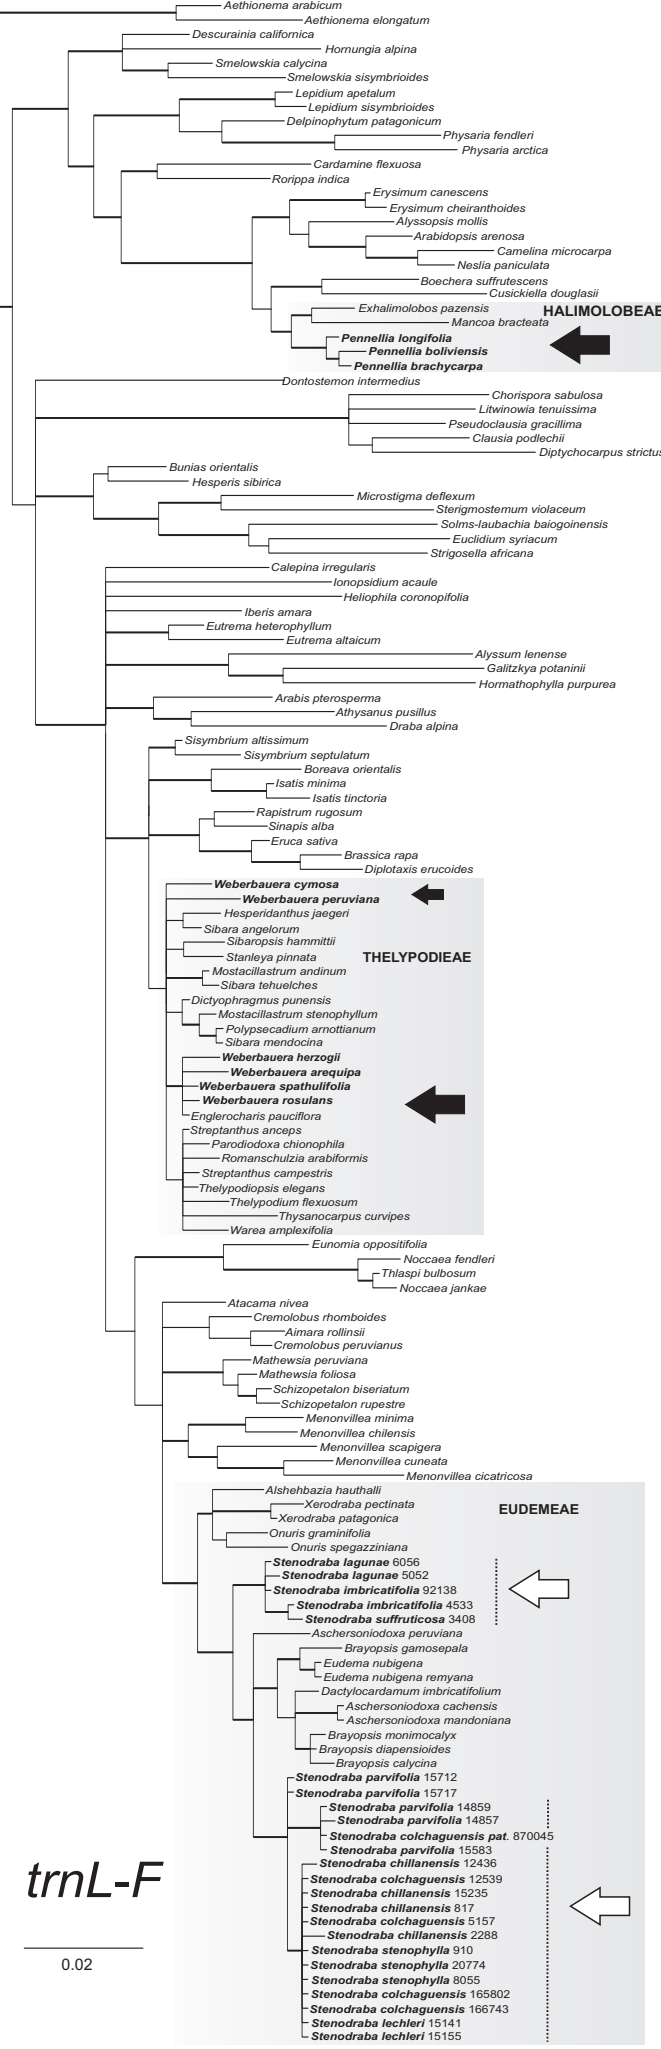 Aethionema arabicum
Aethionema elongatum
Descurainia californica
Hornungia alpina
Smelowskia calycina
Smelowskia sisymbrioides
Lepidium apetalum
Lepidium sisymbrioides
Delpinophytum patagonicum
Physaria fendleri
Physaria arctica
Cardamine flexuosa
Rorippa indica
Erysimum canescens
Erysimum cheiranthoides
Alyssopsis mollis
Arabidopsis arenosa
Camelina microcarpa
Neslia paniculata
Boechera suffrutescens
Cusickiella douglasii
Exhalimolobos pazensis HALIMOLOBEAE
Mancoa bracteata
Pennellia longifolia
Pennellia boliviensis
Pennellia brachycarpa
Dontostemon intermedius
Chorispora sabulosa
Litwinowia tenuissima
Pseudoclausia gracillima
Clausia podlechii
Diptychocarpus strictus
Bunias orientalis
Hesperis sibirica
Microstigma deflexum
Sterigmostemum violaceum
Solms-laubachia baiogoinensis
Euclidium syriacum
Strigosella africana
Calepina irregularis
Ionopsidium acaule
Heliophila coronopifolia
Iberis amara
Eutrema heterophyllum
Eutrema altaicum
Alyssum lenense
Galitzkya potaninii
Hormathophylla purpurea
Arabis pterosperma
Athysanus pusillus
Draba alpina
Sisymbrium altissimum
Sisymbrium septulatum
Boreava orientalis
Isatis minima
Isatis tinctoria
Rapistrum rugosum
Sinapis alba
Eruca sativa
Brassica rapa
Diplotaxis erucoides
Weberbauera cymosa
Weberbauera peruviana
Hesperidanthus jaegeri
Sibara angelorum
Sibaropsis hammittii
Stanleya pinnata THELYPODIEAE
Mostacillastrum andinum
Sibara tehuelches
Dictyophragmus punensis
Mostacillastrum stenophyllum
Polypsecadium arnottianum
Sibara mendocina
Weberbauera herzogii
Weberbauera arequipa
Weberbauera spathulifolia
Weberbauera rosulans
Englerocharis pauciflora
Streptanthus anceps
Parodiodoxa chionophila
Romanschulzia arabiformis
Streptanthus campestris
Thelypodiopsis elegans
Thelypodium flexuosum
Thysanocarpus curvipes
Warea amplexifolia
Eunomia oppositifolia
Noccaea fendleri
Thlaspi bulbosum
Noccaea jankae
Atacama nivea
Cremolobus rhomboides
Aimara rollinsii
Cremolobus peruvianus
Mathewsia peruviana
Mathewsia foliosa
Schizopetalon biseriatum
Schizopetalon rupestre
Menonvillea minima
Menonvillea chilensis
Menonvillea scapigera
Menonvillea cuneata
Menonvillea cicatricosa
Alshehbazia hauthalli
Xerodraba pectinata EUDEMEAE
Xerodraba patagonica
Onuris graminifolia
Onuris spegazziniana
Stenodraba lagunae 6056
Stenodraba lagunae 5052
Stenodraba imbricatifolia 92138
Stenodraba imbricatifolia 4533
Stenodraba suffruticosa 3408
Aschersoniodoxa peruviana
Brayopsis gamosepala
Eudema nubigena
Eudema nubigena remyana
Dactylocardamum imbricatifolium
Aschersoniodoxa cachensis
Aschersoniodoxa mandoniana
Brayopsis monimocalyx
Brayopsis diapensioides
Brayopsis calycina
Stenodraba parvifolia 15712
Stenodraba parvifolia 15717
Stenodraba parvifolia 14859
Stenodraba parvifolia 14857
Stenodraba colchaguensis pat. 870045
Stenodraba parvifolia 15583
Stenodraba chillanensis 12436
Stenodraba colchaguensis 12539
Stenodraba chillanensis 15235
Stenodraba chillanensis 817
Stenodraba colchaguensis 5157
Stenodraba chillanensis 2288
Stenodraba stenophylla 910
Stenodraba stenophylla 20774
Stenodraba stenophylla 8055
Stenodraba colchaguensis 165802
Stenodraba colchaguensis 166743
Stenodraba lechleri 15141
Stenodraba lechleri 15155
trnL-F
0.02